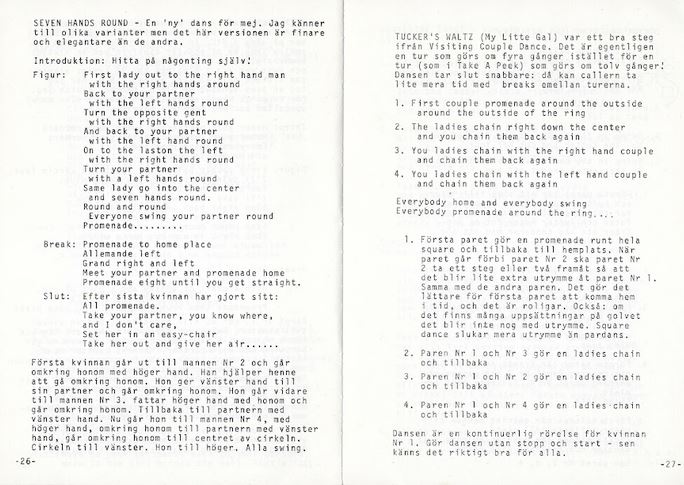 SEVEN HANDS ROUND - En 'ny' dans för mej. Jag känner
till olika varianter men det här versionen är finare
och elegantare än de andra.
Introduktion: Hitta på någonting själv!
Figur: First lady out to the right hand man
with the right hands around
Back to your partner
with the left hands round
Turn the opposite gent
with the right hands round
And back to your partner
with the left hand round
On to the laston the left
with the right hands round
Turn your partner
with a left hands round
Same lady go into the center
and seven hands round.
Round and round
Everyone swing your partner round
Promenade.........
Break: Promenade to home place
Allemande left
Grand right and left
Meet your partner and promenade home
Promenade eight until you get straight.
Slut: Efter sista kvinnan har gjort sitt:
All promenade.
Take your partner, you know where,
and I don't care,
Set her in an easy-chair
Take her out and give her air......
Första kvinnan går ut till mannen Nr 2 och går
omkring honom med höger hand. Han hjälper henne
att gå omkring honom. Hon ger vänster hand till
sin partner och går omkring honom. Hon går vidare
till mannen Nr 3. fattar höger hand med honom och
går omkring honom. Tillbaka till partnern med
vänster hand. Nu går hon till mannen Nr 4, med
höger hand, omkring honom till partnern med vänster
hand, går omkring honom till centret av cirkeln.
Cirkeln till vänster. Hon till höger. Alla swing.
-26-
TUCKER'S WALTZ (My Litte Gal) var ett bra steg
ifrån Visiting Couple Dance. Det är egentligen
en tur som görs om fyra gånger istället för en
tur (som i Take A Peek) som görs om tolv gånger!
Dansen tar slut snabbare: då kan callern ta
lite mera tid med breaks emellan turerna.
1. First couple promenade around the outside
around the outside of the ring
2. The ladies chain right down the center
and you chain them back again
3. You ladies chain with the right hand couple
and chain them back again
4. You ladies chain with the left hand couple
and chain them back again
Everybody home and everybody swing
Everybody promenade around the ring....
1. Första paret gör en promenade runt hela
square och tillbaka till hemplats. När
paret går förbi paret Nr 2 ska paret Nr
2 ta ett steg eller två framåt så att
det blir lite extra utrymme åt paret Nr 1.
Samma med de andra paren. Det gör det
lättare för första paret att komma hem
i tid, och det är roligar. Också: om
det finns många uppsättningar på golvet
det blir inte nog med utrymme. Square
dance slukar mera utrymme än pardans.
2. Paren Nr 1 och Nr 3 gör en ladies chain
och tillbaka
3. Paren Nr 1 och Nr 2 gör en ladies chain
och tillbaka
4. Paren Nr 1 och Nr 4 gör en ladies chain
och tillbaka
Dansen är en kontinuerlig rörelse för kvinnan
Nr 1. Gör dansen utan stopp och start - sen
känns det riktigt bra för alla.
-27-